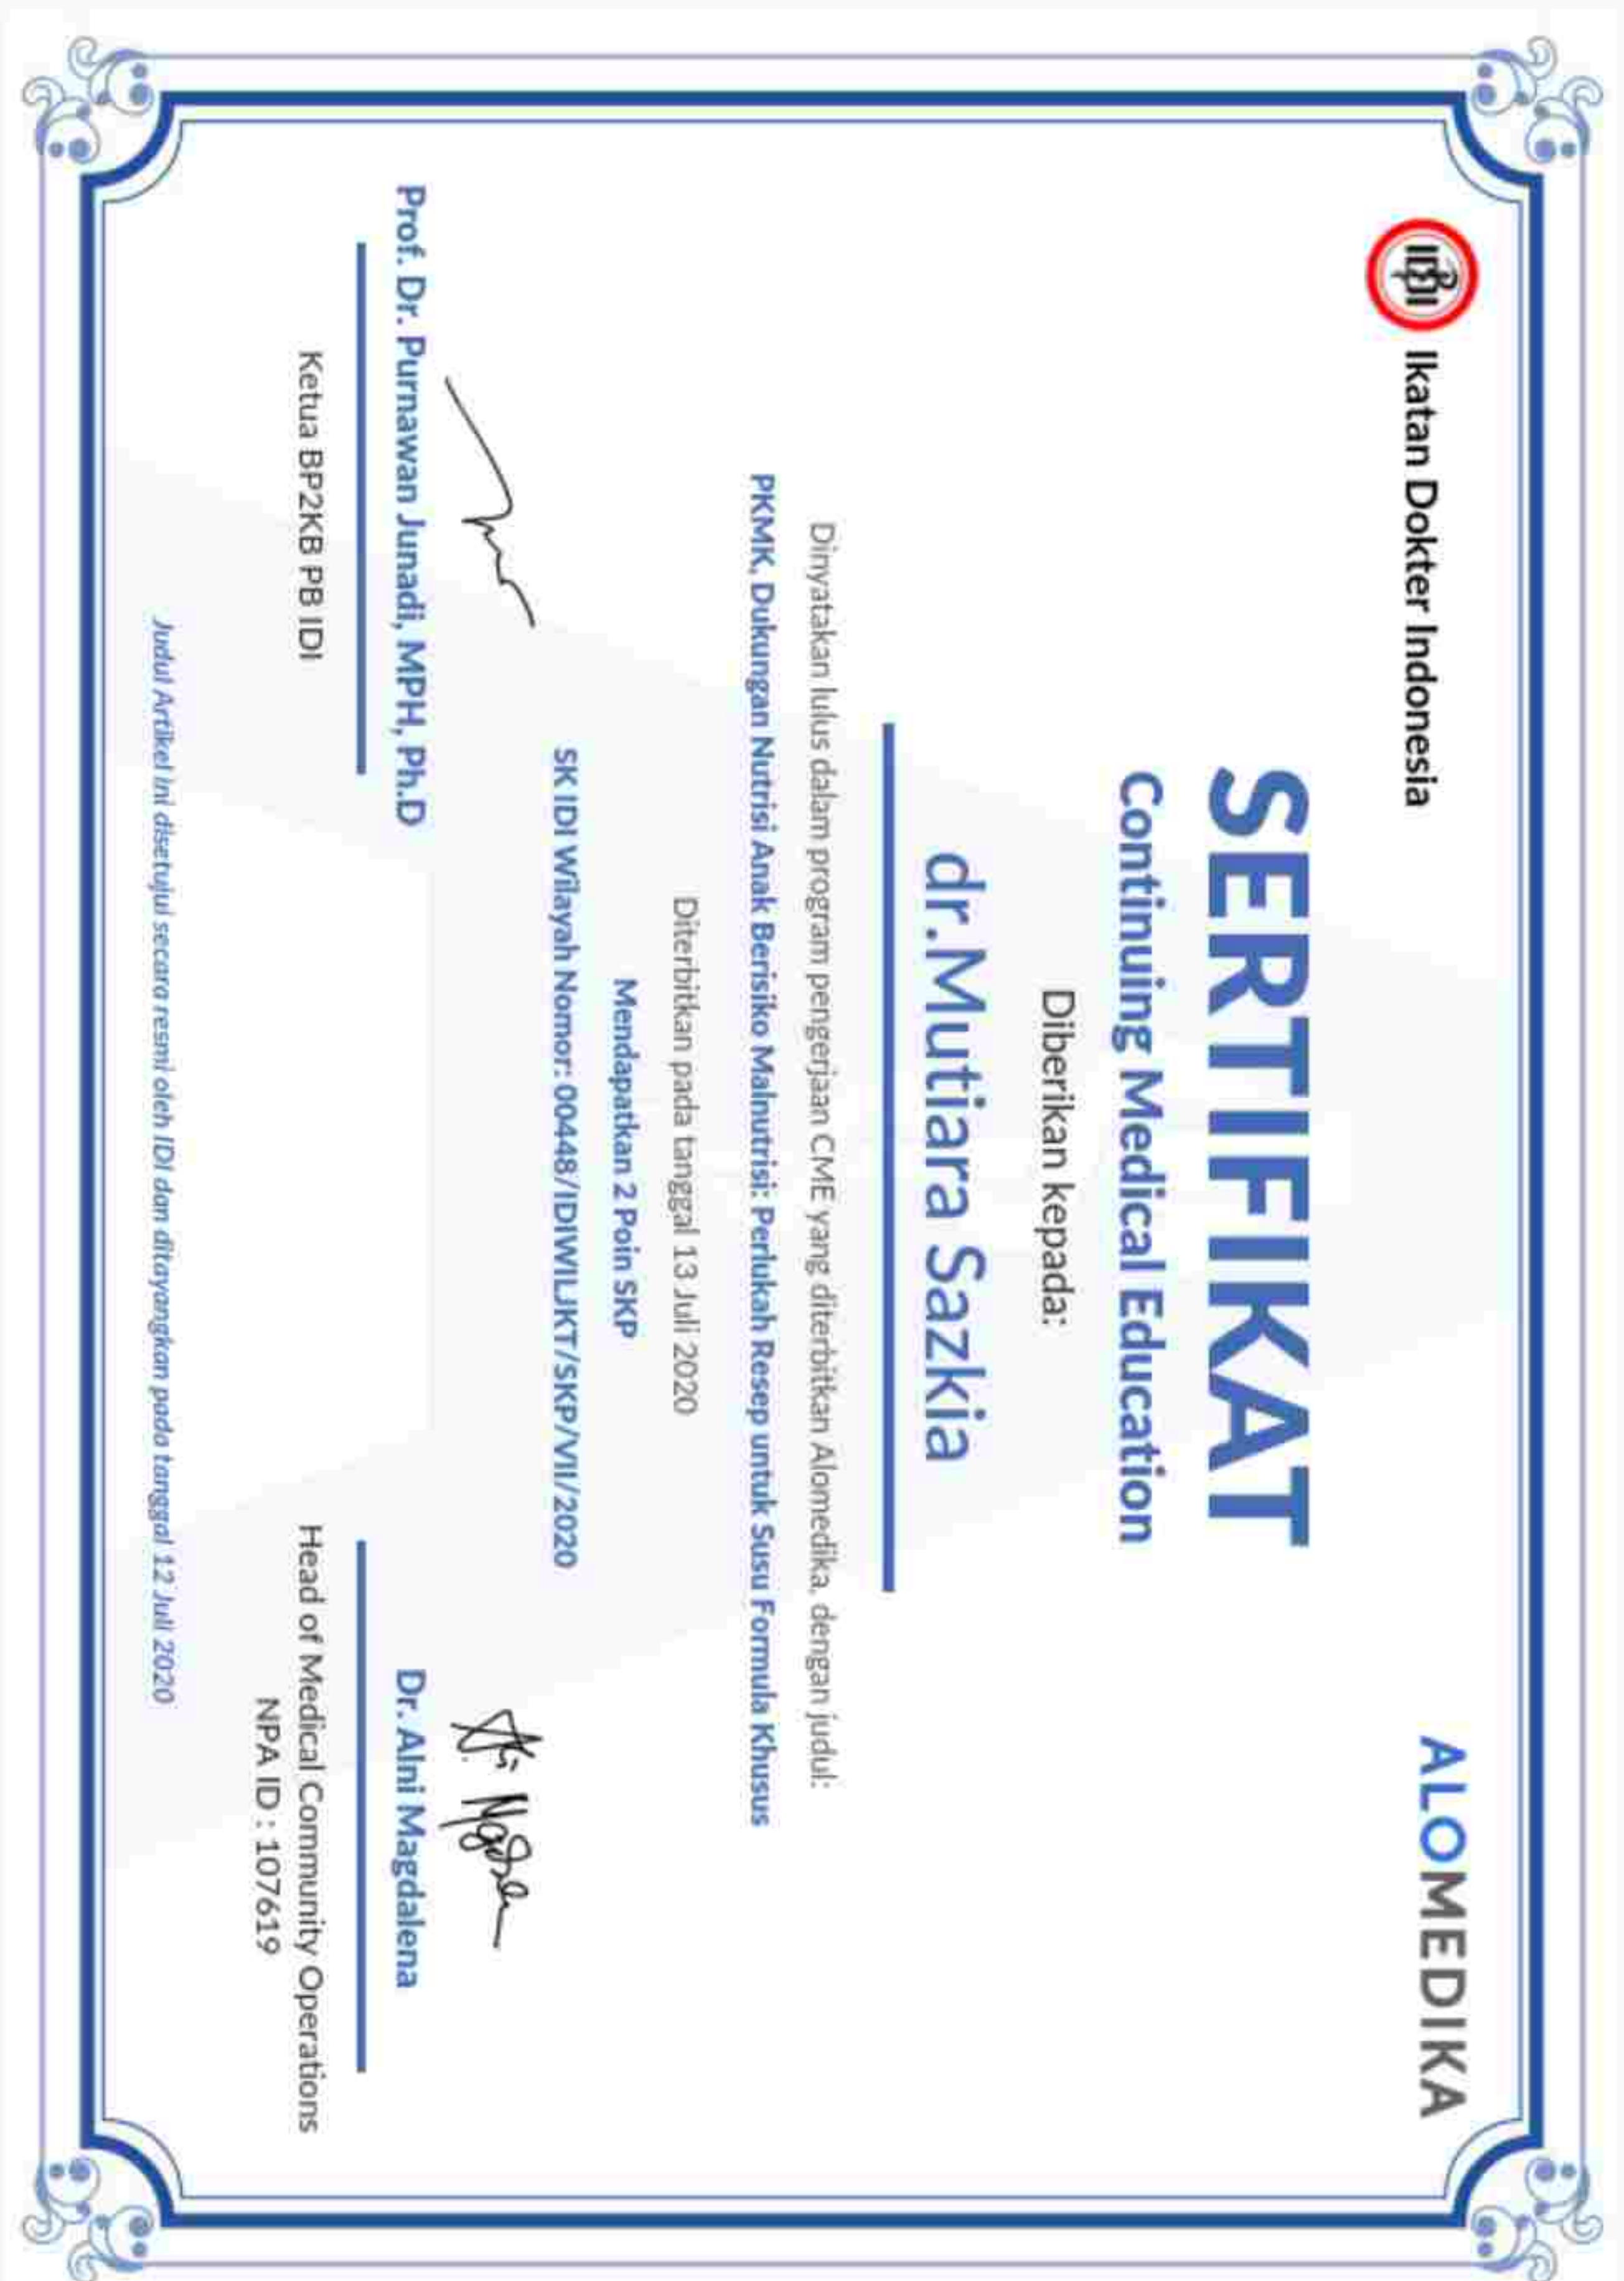 IDI Ikatan Dokter Indonesia
ALOMEDIKA
SERTIFIKAT
Continuing Medical Education
Diberikan kepada:
dr.Mutiara Sazkia
Dinyatakan lulus dalam program pengerjaan CME yang diterbitkan Alomedika, dengan judul:
PKMK, Dukungan Nutrisi Anak Berisiko Malnutrisi: Perlukah Resep untuk Susu Formula Khusus
Diterbitkan pada tanggal 13 Juli 2020
Mendapatkan 2 Poin SKP
SK IDI Wilayah Nomor: 00448/IDIWILJKT/SKP/VII/2020
Prof. Dr. Purnawan Junadi, MPH, Ph.D
Ketua BP2KB PB IDI
Dr. Alni Magdalena
Head of Medical Community Operations
NPA ID : 107619
Judul Artikel ini disetujui secara resmi oleh IDI dan ditayangkan pada tanggal 12 Juli 2020